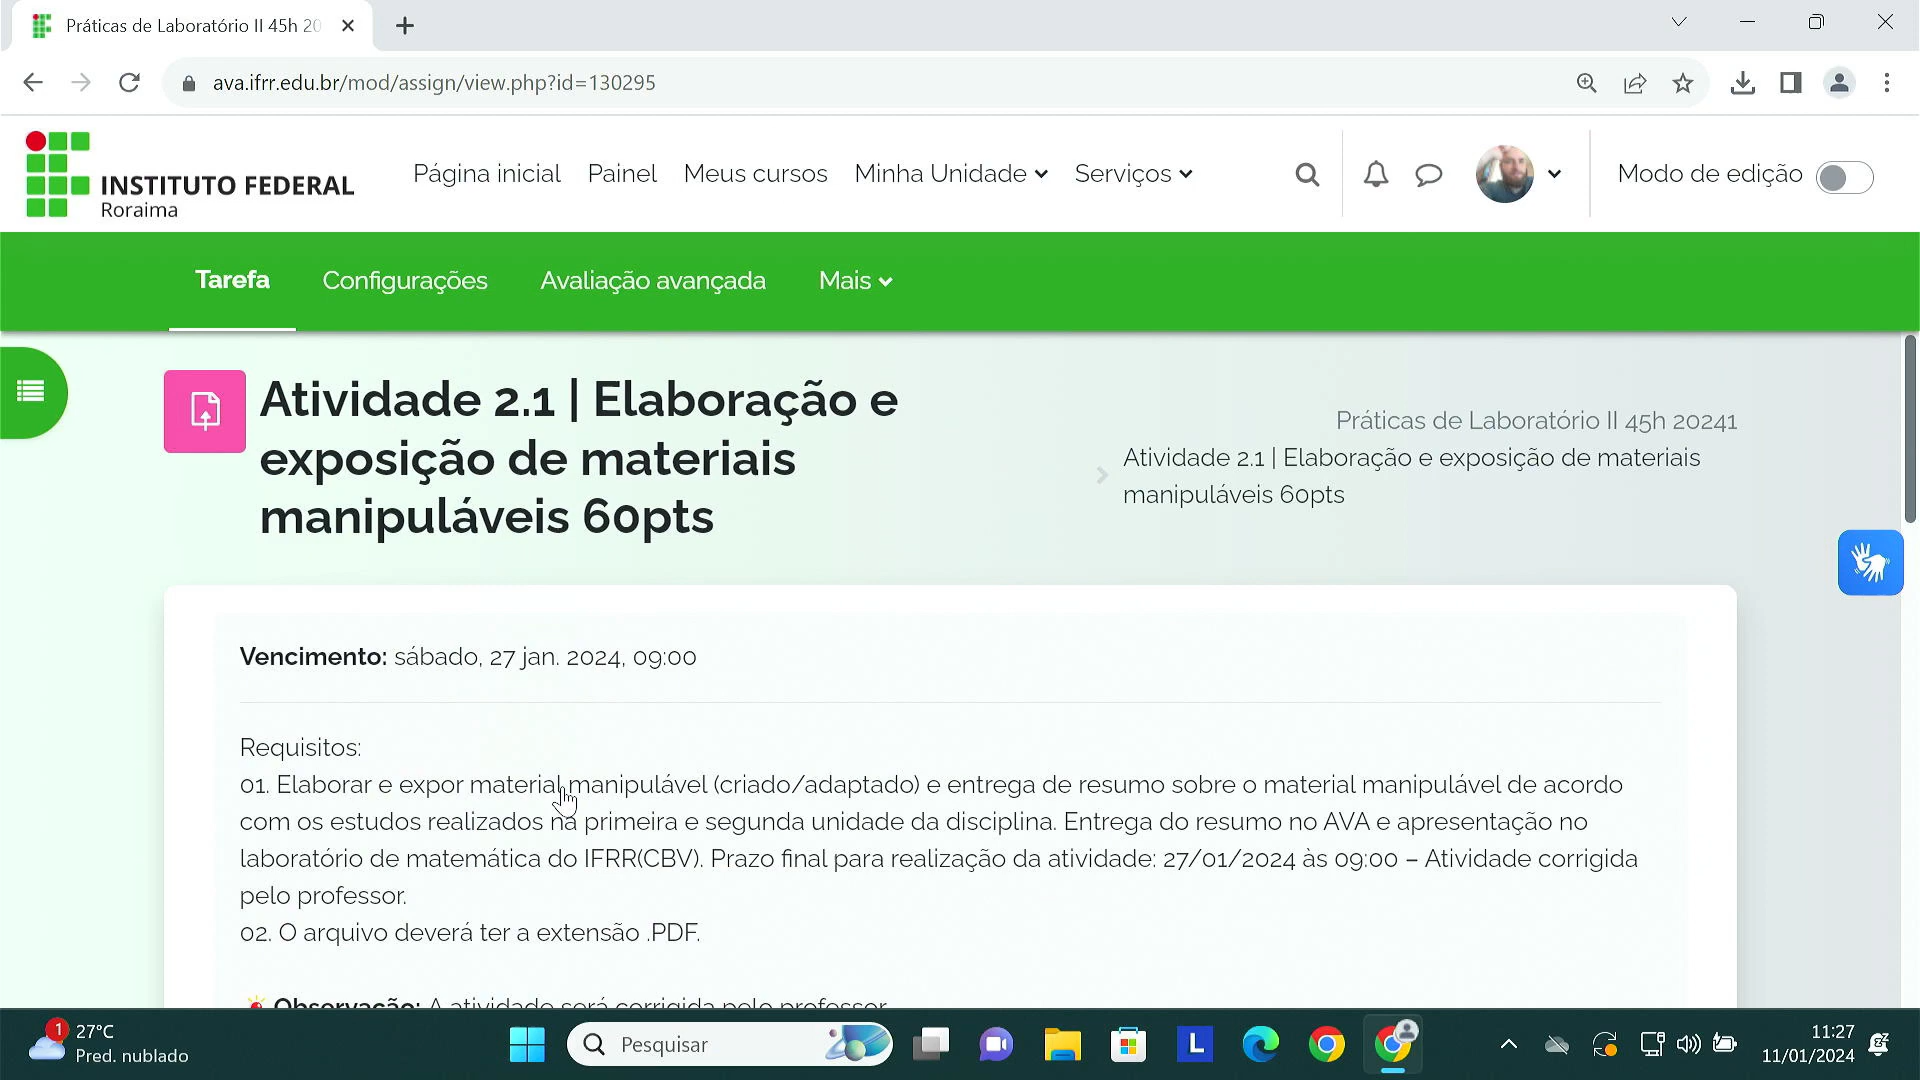 Práticas de Laboratório II 45h 20
ava.ifrr.edu.br/mod/assign/view.php?id=130295
INSTITUTO FEDERAL
Roraima
Página inicial
Painel
Meus cursos
Minha Unidade
Serviços
Modo de edição
Tarefa
Configurações
Avaliação avançada
Mais
Atividade 2.1 | Elaboração e
exposição de materiais
manipuláveis 60pts
Práticas de Laboratório II 45h 20241
Atividade 2.1 | Elaboração e exposição de materiais
manipuláveis 60pts
Vencimento: sábado, 27 jan. 2024, 09:00
Requisitos:
01. Elaborar e expor material manipulável (criado/adaptado) e entrega de resumo sobre o material manipulável de acordo
com os estudos realizados na primeira e segunda unidade da disciplina. Entrega do resumo no AVA e apresentação no
laboratório de matemática do IFRR(CBV). Prazo final para realização da atividade: 27/01/2024 às 09:00 – Atividade corrigida
pelo professor.
02. O arquivo deverá ter a extensão .PDF.
Observação: A atividade será corrigida pelo professor
1
27°C
Pred. nublado
Pesquisar
L
11:27
11/01/2024